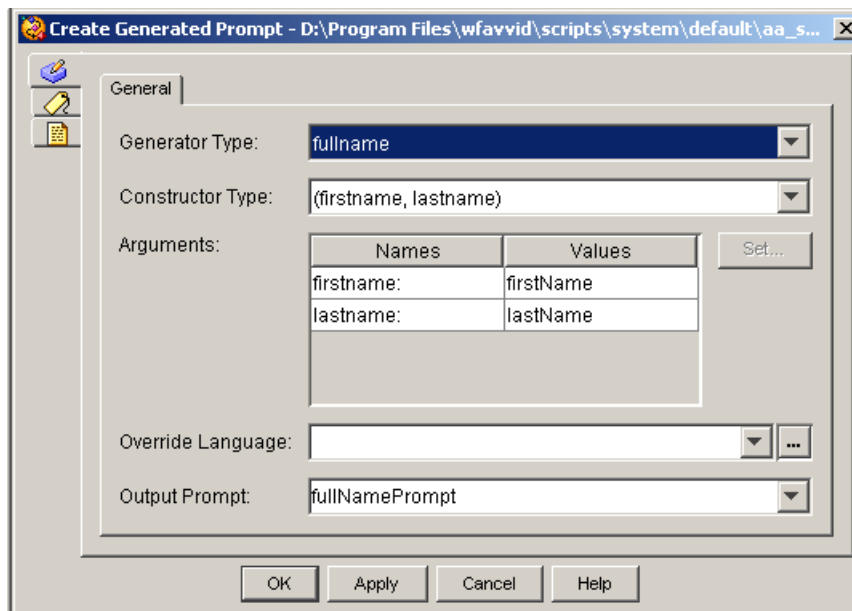 Create Generated Prompt - D:\Program Files\wfavvid\scripts\system\default\aa_s...
General
Generator Type: fullname
Constructor Type: (firstname, lastname)
Arguments: Names Values Set...
firstname: firstName
lastname: lastName
Override Language: ...
Output Prompt: fullNamePrompt
OK Apply Cancel Help